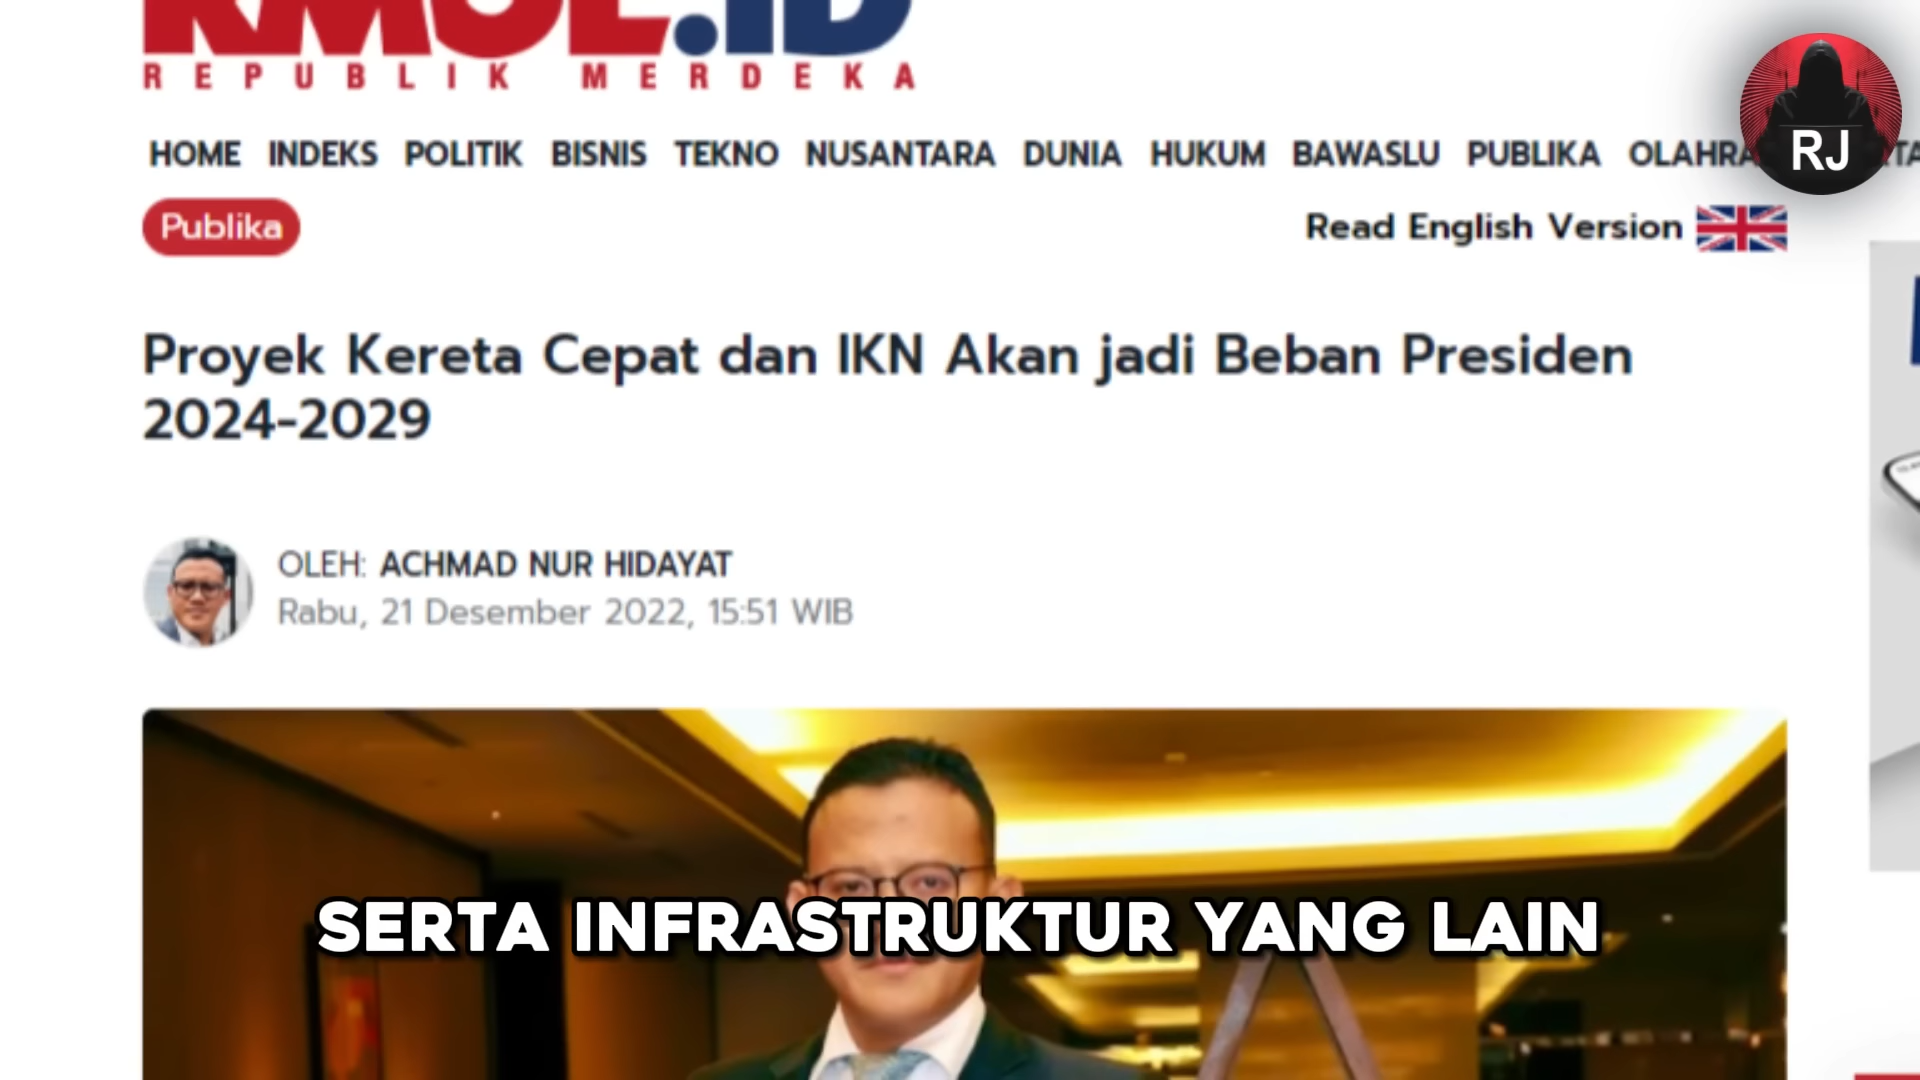 RMOL.ID
REPUBLIK MERDEKA
RJ
HOME INDEKS POLITIK BISNIS TEKNO NUSANTARA DUNIA HUKUM BAWASLU PUBLIKA
Publika
Read English Version
Proyek Kereta Cepat dan IKN Akan jadi Beban Presiden
2024-2029
OLEH: ACHMAD NUR HIDAYAT
Rabu, 21 Desember 2022, 15:51 WIB
SERTA INFRASTRUKTUR YANG LAIN